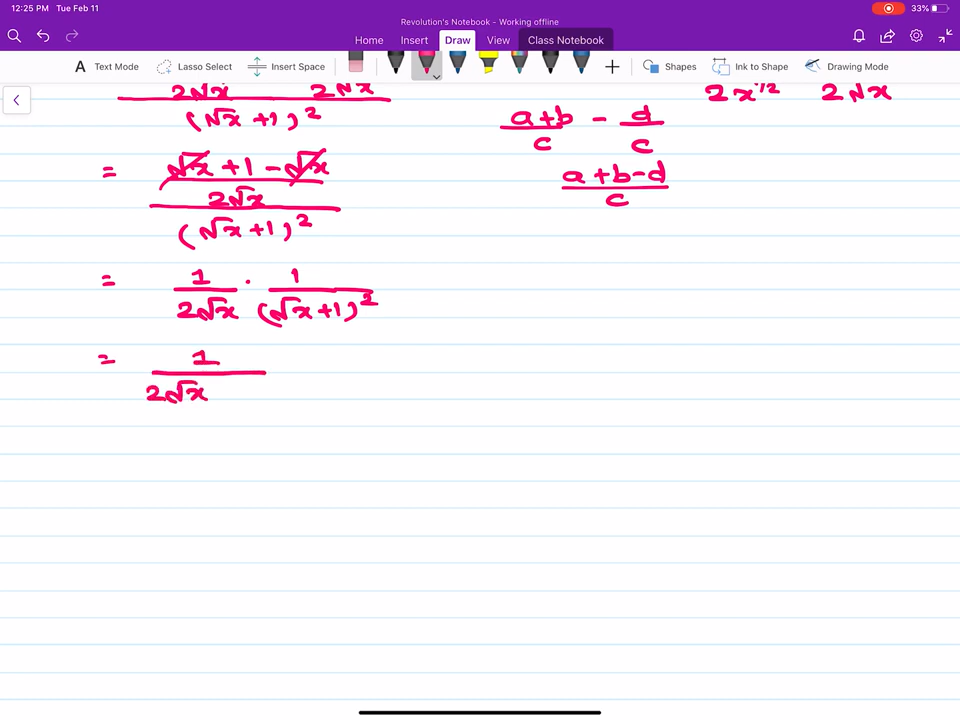 12:25 PM Tue Feb 11 33%
Revolution's Notebook - Working offline
Home Insert Draw View Class Notebook
Text Mode Lasso Select Insert Space Shapes Ink to Shape Drawing Mode
2√x 2√x 2x^1/2 2√x
(√x +1)^2
a+b/c - d/c
= √x +1 - √x
2√x
(√x +1)^2
a+b-d
c
= 1/2√x · 1/(√x+1)^2
= 1
2√x